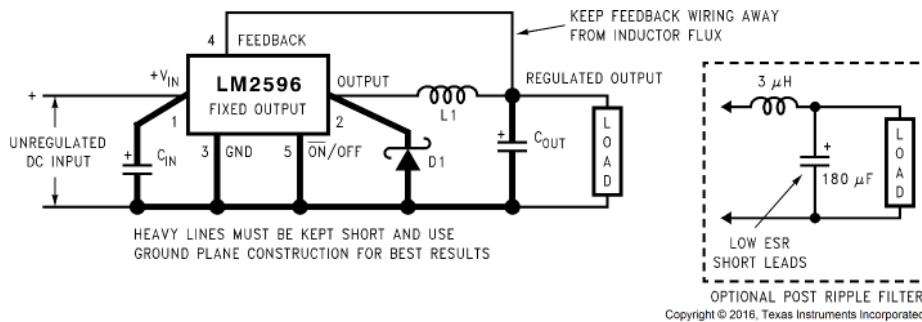 KEEP FEEDBACK WIRING AWAY
FROM INDUCTOR FLUX
4 FEEDBACK
+VIN
LM2596
FIXED OUTPUT
OUTPUT
REGULATED OUTPUT
+
1
2
L1
UNREGULATED
DC INPUT
+
CIN
3 GND
5 ON/OFF
D1
+
COUT
LOAD
HEAVY LINES MUST BE KEPT SHORT AND USE
GROUND PLANE CONSTRUCTION FOR BEST RESULTS
3 μH
+
180 μF
LOAD
LOW ESR
SHORT LEADS
OPTIONAL POST RIPPLE FILTER
Copyright © 2016, Texas Instruments Incorporated